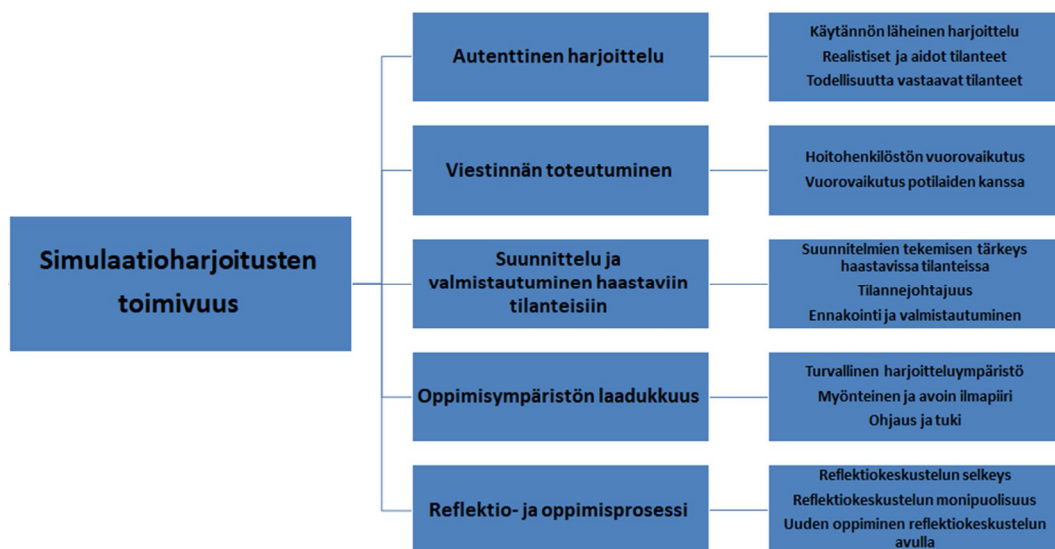 Simulaatioharjoitusten
toimivuus
Autenttinen harjoittelu
Käytännön läheinen harjoittelu
Realistiset ja aidot tilanteet
Todellisuutta vastaavat tilanteet
Viestinnän toteutuminen
Hoitohenkilöstön vuorovaikutus
Vuorovaikutus potilaiden kanssa
Suunnittelu ja
valmistautuminen haastaviin
tilanteisiin
Suunnitelmien tekemisen tärkeys
haastavissa tilanteissa
Tilannejohtajuus
Ennakointi ja valmistautuminen
Oppimisympäristön laadukkuus
Turvallinen harjoitteluympäristö
Myönteinen ja avoin ilmapiiri
Ohjaus ja tuki
Reflektio- ja oppimisprosessi
Reflektiokeskustelun selkeys
Reflektiokeskustelun monipuolisuus
Uuden oppiminen reflektiokeskustelun
avulla